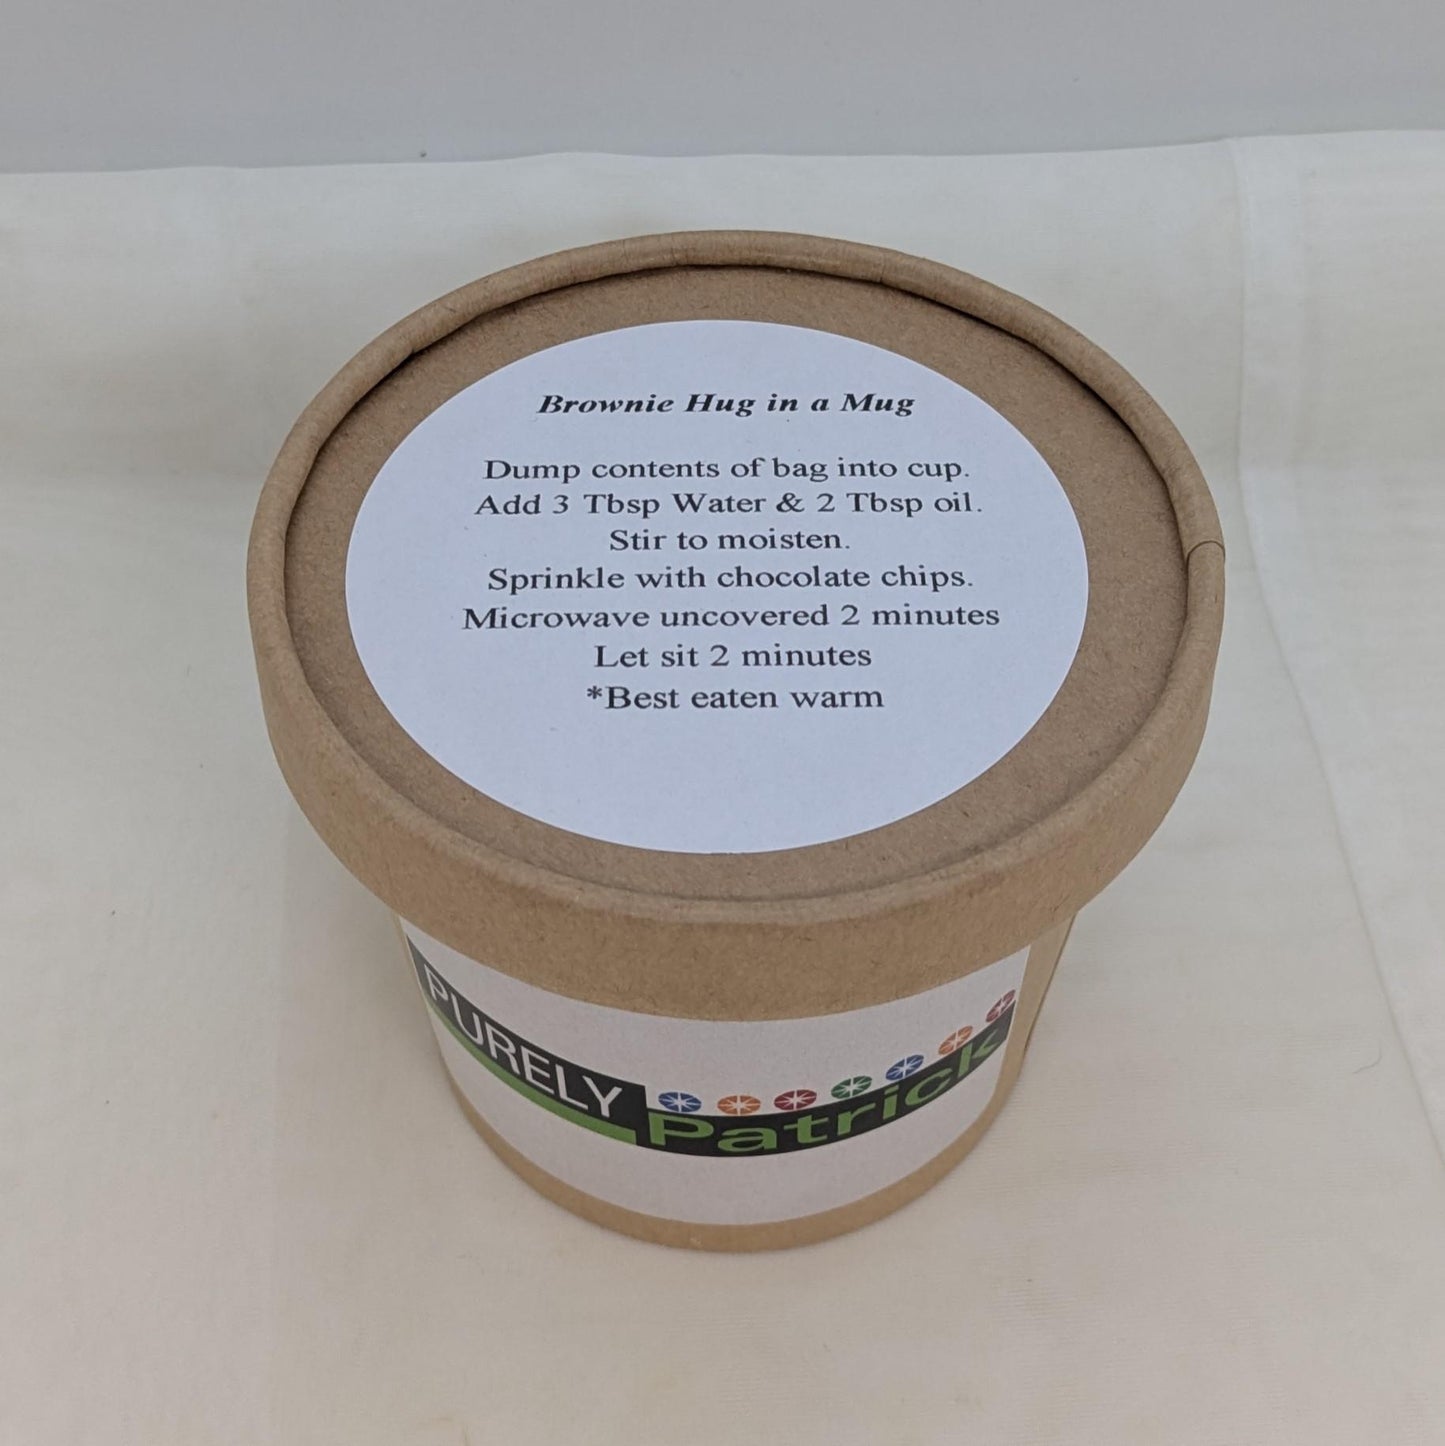 Brownie Hug in a Mug
Dump contents of bag into cup.
Add 3 Tbsp Water & 2 Tbsp oil.
Stir to moisten.
Sprinkle with chocolate chips.
Microwave uncovered 2 minutes
Let sit 2 minutes
*Best eaten warm
PURELY
Patrick